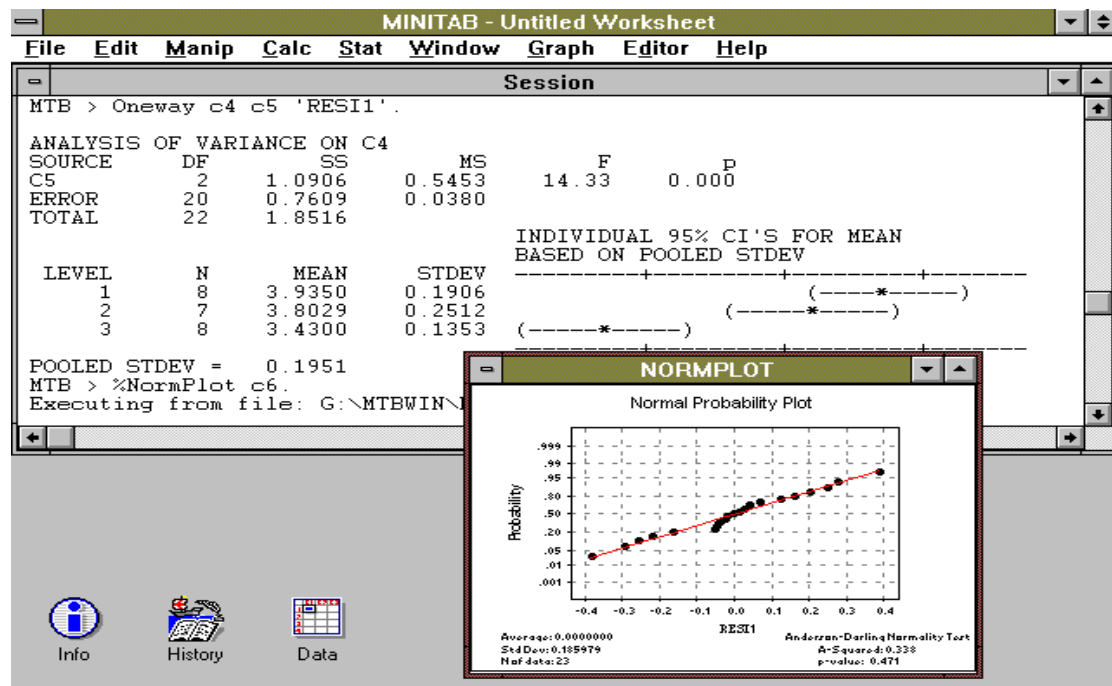 MINITAB - Untitled Worksheet
File Edit Manip Calc Stat Window Graph Editor Help
Session
MTB > Oneway c4 c5 'RESI1'.
ANALYSIS OF VARIANCE ON C4
SOURCE DF SS MS F p
C5 2 1.0906 0.5453 14.33 0.000
ERROR 20 0.7609 0.0380
TOTAL 22 1.8516
INDIVIDUAL 95% CI'S FOR MEAN
BASED ON POOLED STDEV
LEVEL N MEAN STDEV ---------+---------+---------+-------
1 8 3.9350 0.1906 (----*-----)
2 7 3.8029 0.2512 (-----*-----)
3 8 3.4300 0.1353 (-----*-----)
---------+---------+---------+-------
POOLED STDEV = 0.1951
MTB > %NormPlot c6.
Executing from file: G:\MTBWIN\
NORMPLOT
Normal Probability Plot
.999
.99
.95
.80
.50
.20
.05
.01
.001
Probability
-0.4 -0.3 -0.2 -0.1 0.0 0.1 0.2 0.3 0.4
RESI1
Average: 0.0000000
Std Dev: 0.185979
N of data: 23
Anderson-Darling Normality Test
A-Squared: 0.338
p-value: 0.471
Info
History
Data